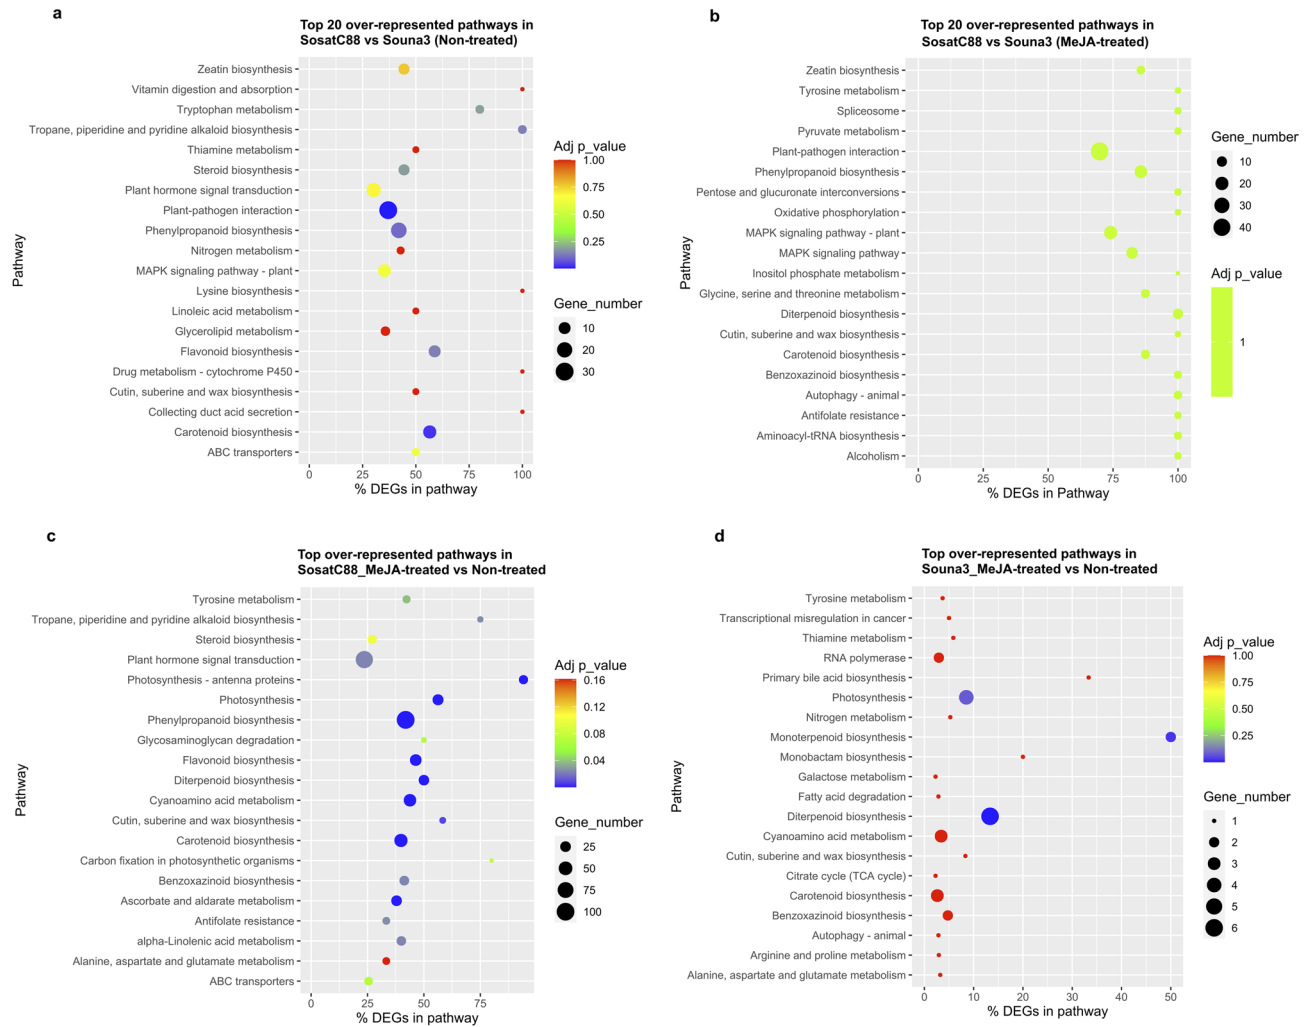 a
Top 20 over-represented pathways in
SosatC88 vs Souna3 (Non-treated)
Pathway
Zeatin biosynthesis
Vitamin digestion and absorption
Tryptophan metabolism
Tropane, piperidine and pyridine alkaloid biosynthesis
Thiamine metabolism
Steroid biosynthesis
Plant hormone signal transduction
Plant-pathogen interaction
Phenylpropanoid biosynthesis
Nitrogen metabolism
MAPK signaling pathway - plant
Lysine biosynthesis
Linoleic acid metabolism
Glycerolipid metabolism
Flavonoid biosynthesis
Drug metabolism - cytochrome P450
Cutin, suberine and wax biosynthesis
Collecting duct acid secretion
Carotenoid biosynthesis
ABC transporters
0 25 50 75 100
% DEGs in pathway
Adj p_value
1.00
0.75
0.50
0.25
Gene_number
10
20
30
b
Top 20 over-represented pathways in
SosatC88 vs Souna3 (MeJA-treated)
Pathway
Zeatin biosynthesis
Tyrosine metabolism
Spliceosome
Pyruvate metabolism
Plant-pathogen interaction
Phenylpropanoid biosynthesis
Pentose and glucuronate interconversions
Oxidative phosphorylation
MAPK signaling pathway - plant
MAPK signaling pathway
Inositol phosphate metabolism
Glycine, serine and threonine metabolism
Diterpenoid biosynthesis
Cutin, suberine and wax biosynthesis
Carotenoid biosynthesis
Benzoxazinoid biosynthesis
Autophagy - animal
Antifolate resistance
Aminoacyl-tRNA biosynthesis
Alcoholism
0 25 50 75 100
% DEGs in Pathway
Gene_number
10
20
30
40
Adj p_value
1
c
Top over-represented pathways in
SosatC88_MeJA-treated vs Non-treated
Pathway
Tyrosine metabolism
Tropane, piperidine and pyridine alkaloid biosynthesis
Steroid biosynthesis
Plant hormone signal transduction
Photosynthesis - antenna proteins
Photosynthesis
Phenylpropanoid biosynthesis
Glycosaminoglycan degradation
Flavonoid biosynthesis
Diterpenoid biosynthesis
Cyanoamino acid metabolism
Cutin, suberine and wax biosynthesis
Carotenoid biosynthesis
Carbon fixation in photosynthetic organisms
Benzoxazinoid biosynthesis
Ascorbate and aldarate metabolism
Antifolate resistance
alpha-Linolenic acid metabolism
Alanine, aspartate and glutamate metabolism
ABC transporters
0 25 50 75
% DEGs in pathway
Adj p_value
0.16
0.12
0.08
0.04
Gene_number
25
50
75
100
d
Top over-represented pathways in
Souna3_MeJA-treated vs Non-treated
Pathway
Tyrosine metabolism
Transcriptional misregulation in cancer
Thiamine metabolism
RNA polymerase
Primary bile acid biosynthesis
Photosynthesis
Nitrogen metabolism
Monoterpenoid biosynthesis
Monobactam biosynthesis
Galactose metabolism
Fatty acid degradation
Diterpenoid biosynthesis
Cyanoamino acid metabolism
Cutin, suberine and wax biosynthesis
Citrate cycle (TCA cycle)
Carotenoid biosynthesis
Benzoxazinoid biosynthesis
Autophagy - animal
Arginine and proline metabolism
Alanine, aspartate and glutamate metabolism
0 10 20 30 40 50
% DEGs in pathway
Adj p_value
1.00
0.75
0.50
0.25
Gene_number
1
2
3
4
5
6